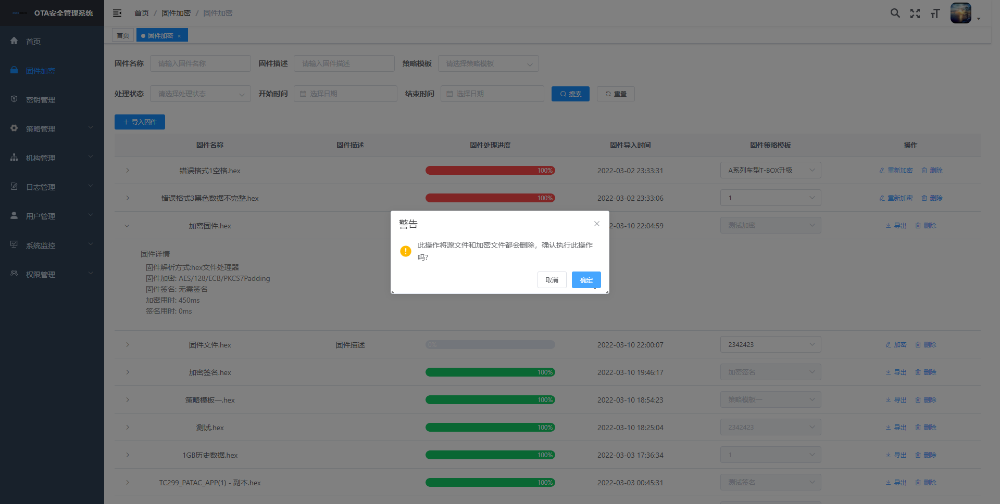 OTA安全管理系统
首页 / 固件加密 / 固件加密
首页
固件加密 ×
首页
固件加密
密钥管理
策略管理
机构管理
日志管理
用户管理
系统监控
权限管理
固件名称 请输入固件名称 固件描述 请输入固件描述 策略模板 请选择策略模板
处理状态 请选择处理状态 开始时间 选择日期 结束时间 选择日期 搜索 重置
导入固件
固件名称 固件描述 固件处理进度 固件导入时间 固件策略模板 操作
错误格式1空格.hex 100% 2022-03-02 23:33:31 A系列车型T-BOX升级 重新加密 删除
错误格式3黑色数据不完整.hex 100% 2022-03-02 23:33:06 1 重新加密 删除
加密固件.hex 2-03-10 22:04:59 测试加密 导出 删除
固件详情
固件解析方式:hex文件处理器
固件加密: AES/128/ECB/PKCS7Padding
固件签名: 无需签名
加密用时: 450ms
签名用时: 0ms
警告
此操作将源文件和加密文件都会删除，确认执行此操作
吗?
取消 确定
固件文件.hex 固件描述 0% 2022-03-10 22:00:07 2342423 加密 删除
加密签名.hex 100% 2022-03-10 19:46:17 加密签名 导出 删除
策略模板一.hex 100% 2022-03-10 18:54:23 策略模板一 导出 删除
测试.hex 100% 2022-03-10 18:25:04 2342423 导出 删除
1GB历史数据.hex 100% 2022-03-03 17:36:34 1 导出 删除
TC299_PATAC_APP(1) - 副本.hex 100% 2022-03-03 00:45:31 测试签名 导出 删除